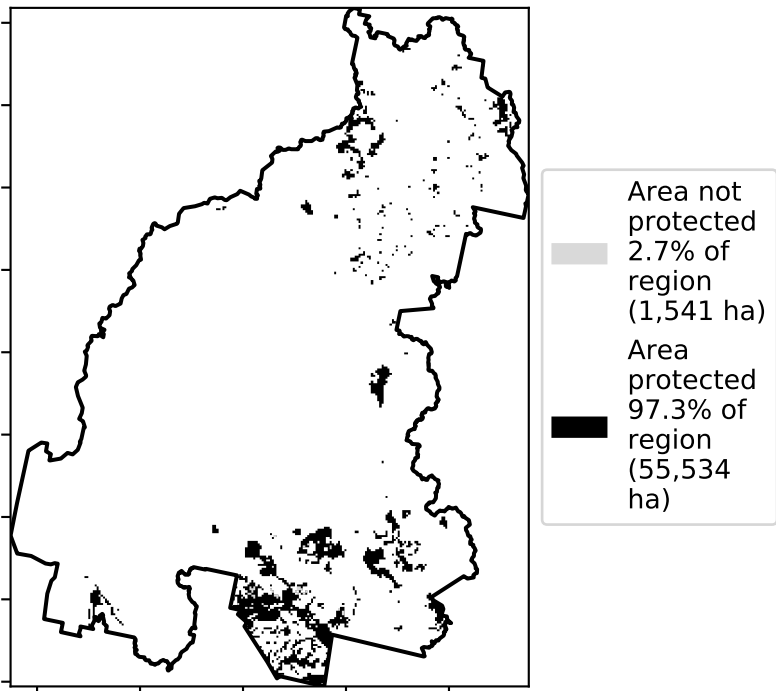 Area not
protected
2.7% of
region
(1,541 ha)
Area
protected
97.3% of
region
(55,534
ha)